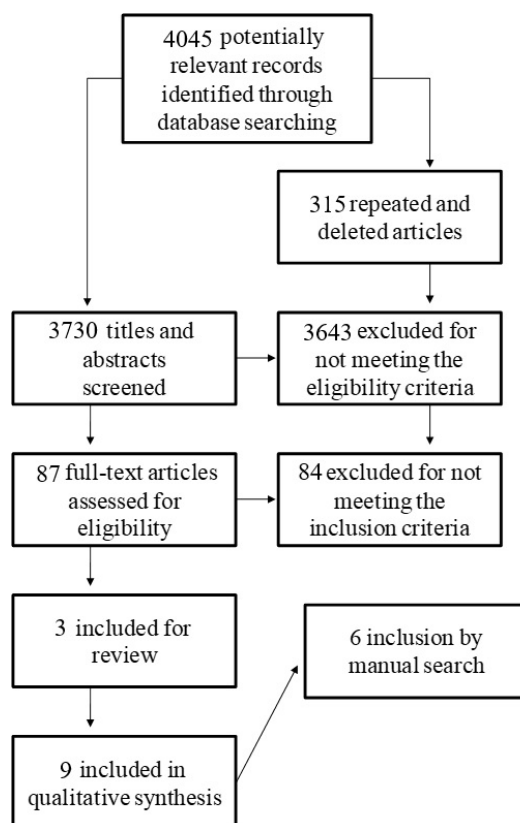 4045 potentially
relevant records
identified through
database searching
315 repeated and
deleted articles
3730 titles and
abstracts
screened
3643 excluded for
not meeting the
eligibility criteria
87 full-text articles
assessed for
eligibility
84 excluded for not
meeting the
inclusion criteria
3 included for
review
6 inclusion by
manual search
9 included in
qualitative synthesis